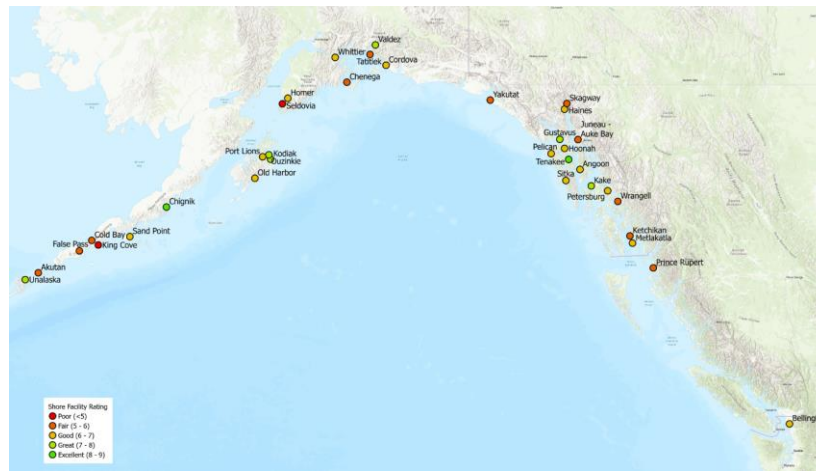 Valdez
Whittier
Tatitlek
Cordova
Chenega
Homer
Seldovia
Yakutat
Skagway
Haines
Juneau -
Auke Bay
Gustavus
Pelican
Hoonah
Tenakee
Angoon
Sitka
Kake
Petersburg
Wrangell
Port Lions
Kodiak
Ouzinkie
Old Harbor
Chignik
Sand Point
Cold Bay
False Pass
King Cove
Akutan
Unalaska
Ketchikan
Metlakatla
Prince Rupert
Belling
Shore Facility Rating
Poor (<5)
Fair (5 - 6)
Good (6 - 7)
Great (7 - 8)
Excellent (8 - 9)